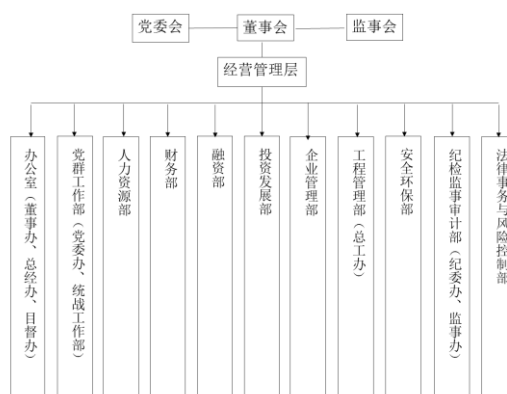 党委会
董事会
监事会
经营管理层
办公室（董事办、总经办、目督办）
党群工作部（党委办、统战工作部）
人力资源部
财务部
融资部
投资发展部
企业管理部
工程管理部（总工办）
安全环保部
纪检监事审计部（纪委办、监事办）
法律事务与风险控制部